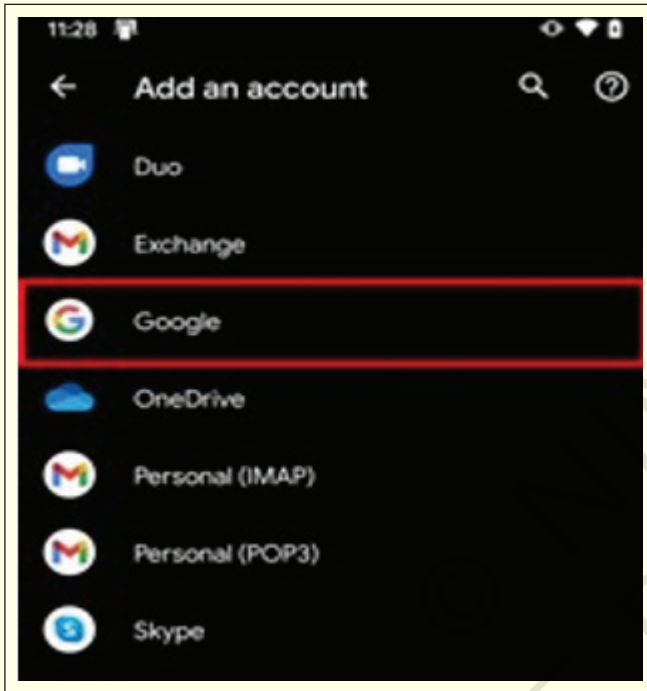 11:28
Add an account
Duo
Exchange
Google
OneDrive
Personal (IMAP)
Personal (POP3)
Skype